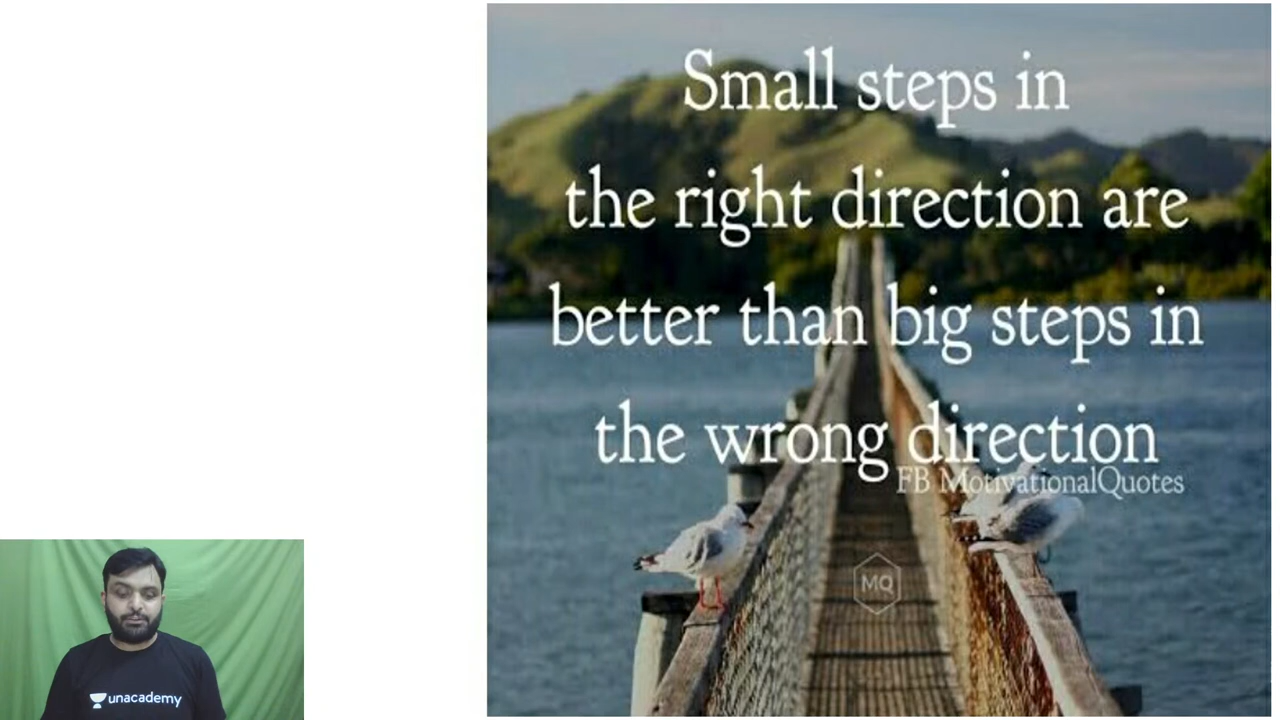 Small steps in
the right direction are
better than big steps in
the wrong direction
FB MotivationalQuotes
MQ
unacademy